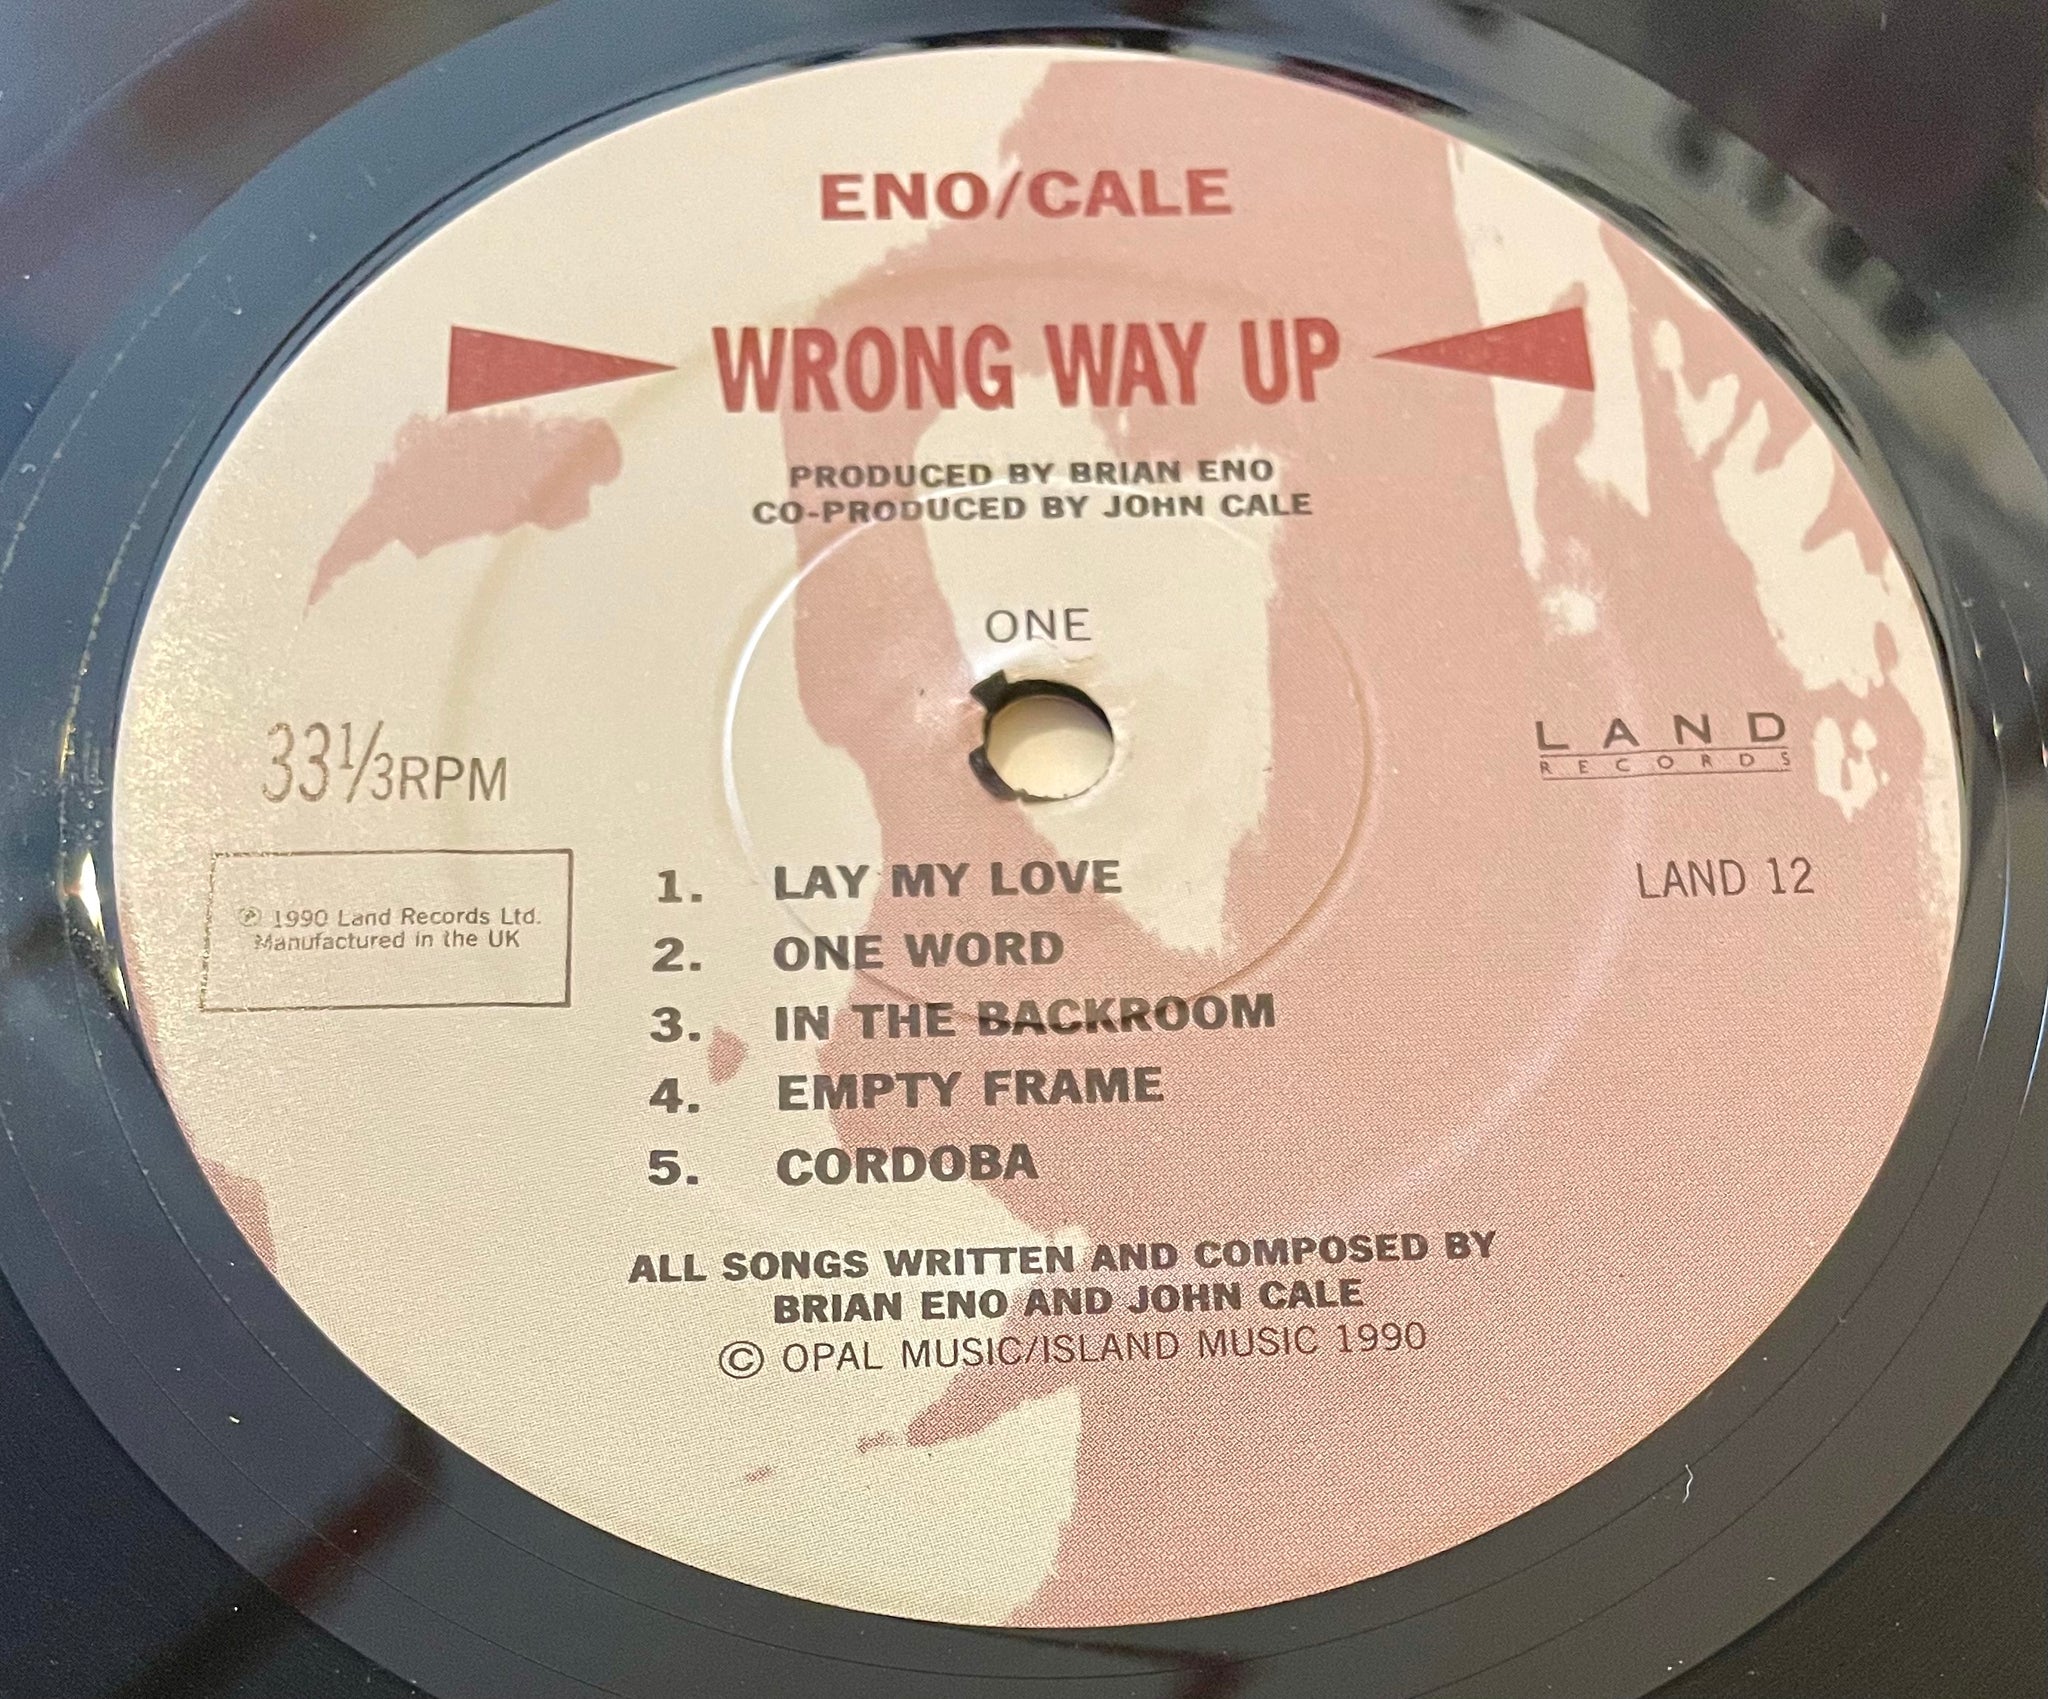 ENO/CALE
WRONG WAY UP
PRODUCED BY BRIAN ENO
CO-PRODUCED BY JOHN CALE
ONE
33⅓RPM
LAND
RECORDS
LAND 12
℗ 1990 Land Records Ltd.
Manufactured in the UK
1. LAY MY LOVE
2. ONE WORD
3. IN THE BACKROOM
4. EMPTY FRAME
5. CORDOBA
ALL SONGS WRITTEN AND COMPOSED BY
BRIAN ENO AND JOHN CALE
© OPAL MUSIC/ISLAND MUSIC 1990